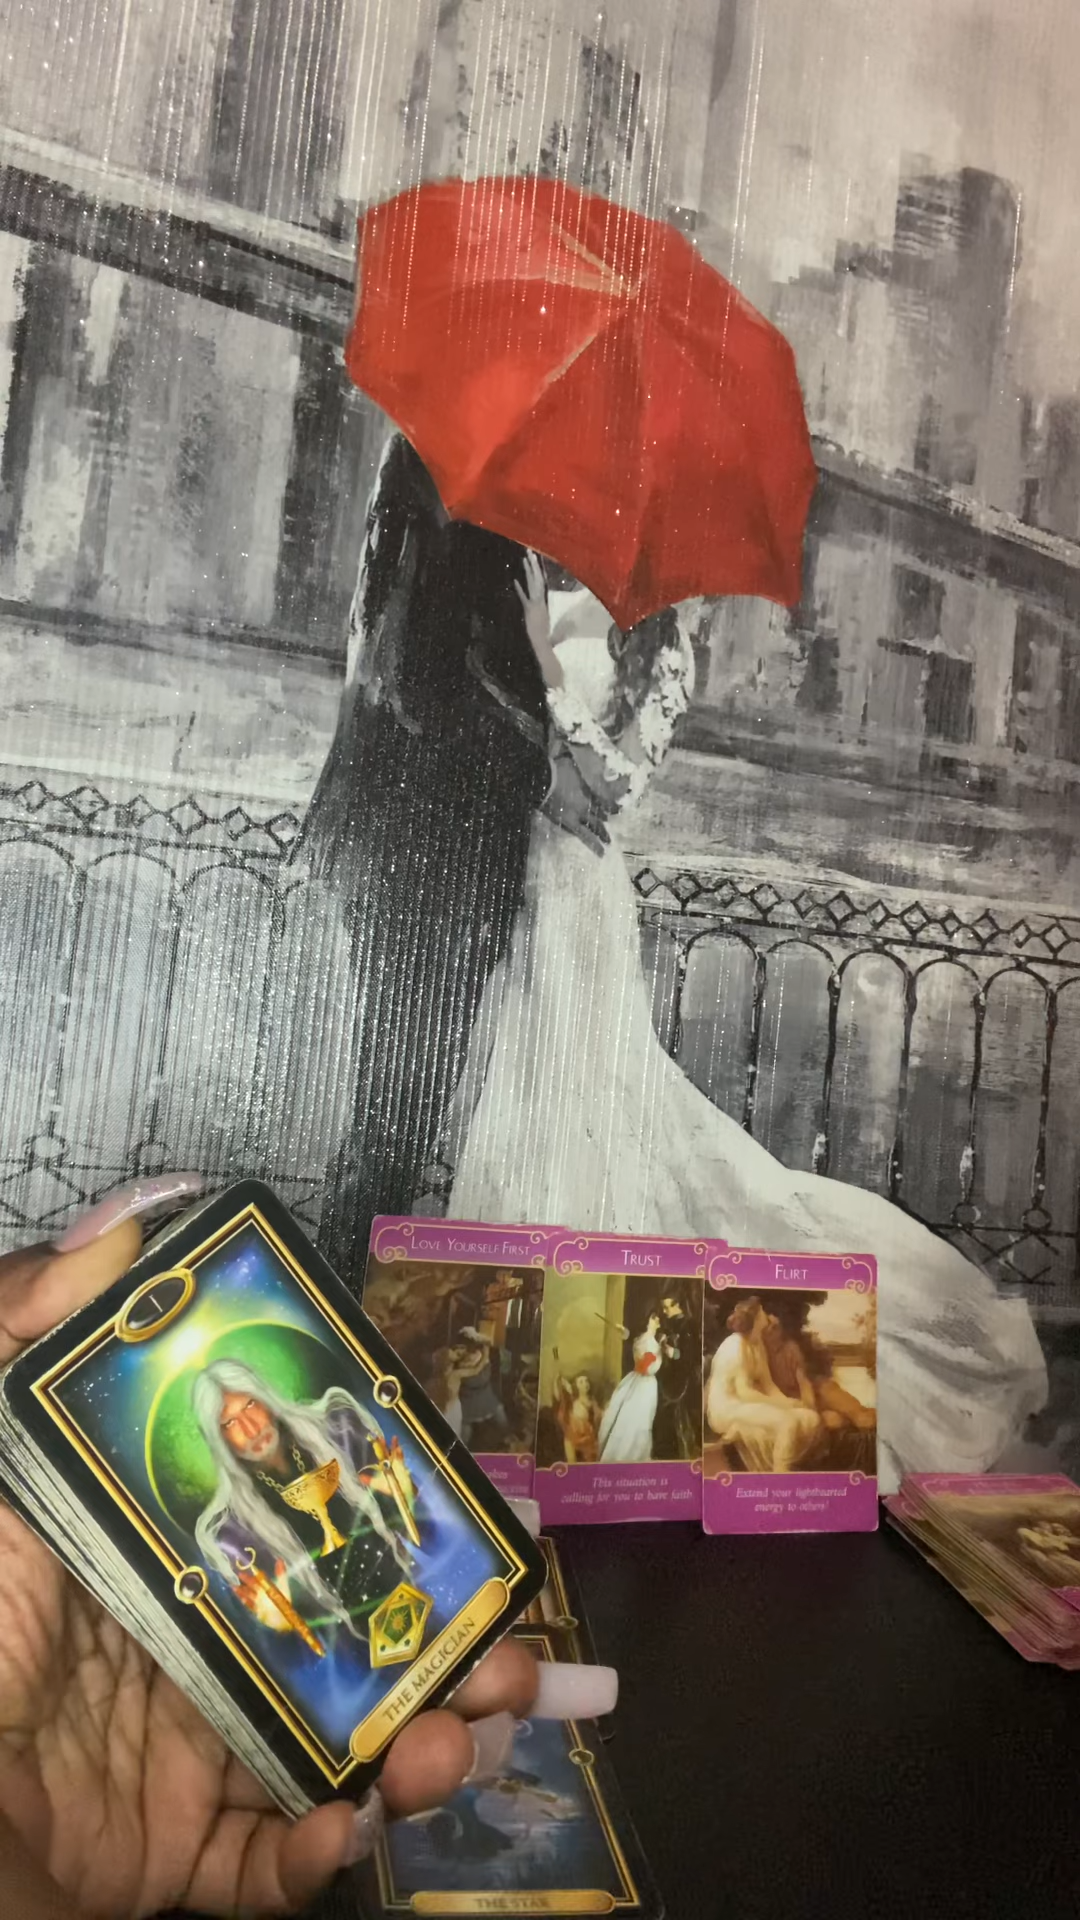 LOVE YOURSELF FIRST
TRUST
FLIRT
This situation is
calling for you to have faith
Extend your lighthearted
energy to others!
I
THE MAGICIAN
THE STAR